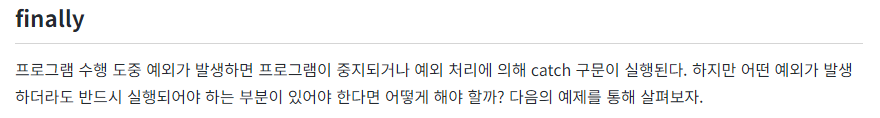 finally
프로그램 수행 도중 예외가 발생하면 프로그램이 중지되거나 예외 처리에 의해 catch 구문이 실행된다. 하지만 어떤 예외가 발생
하더라도 반드시 실행되어야 하는 부분이 있어야 한다면 어떻게 해야 할까? 다음의 예제를 통해 살펴보자.